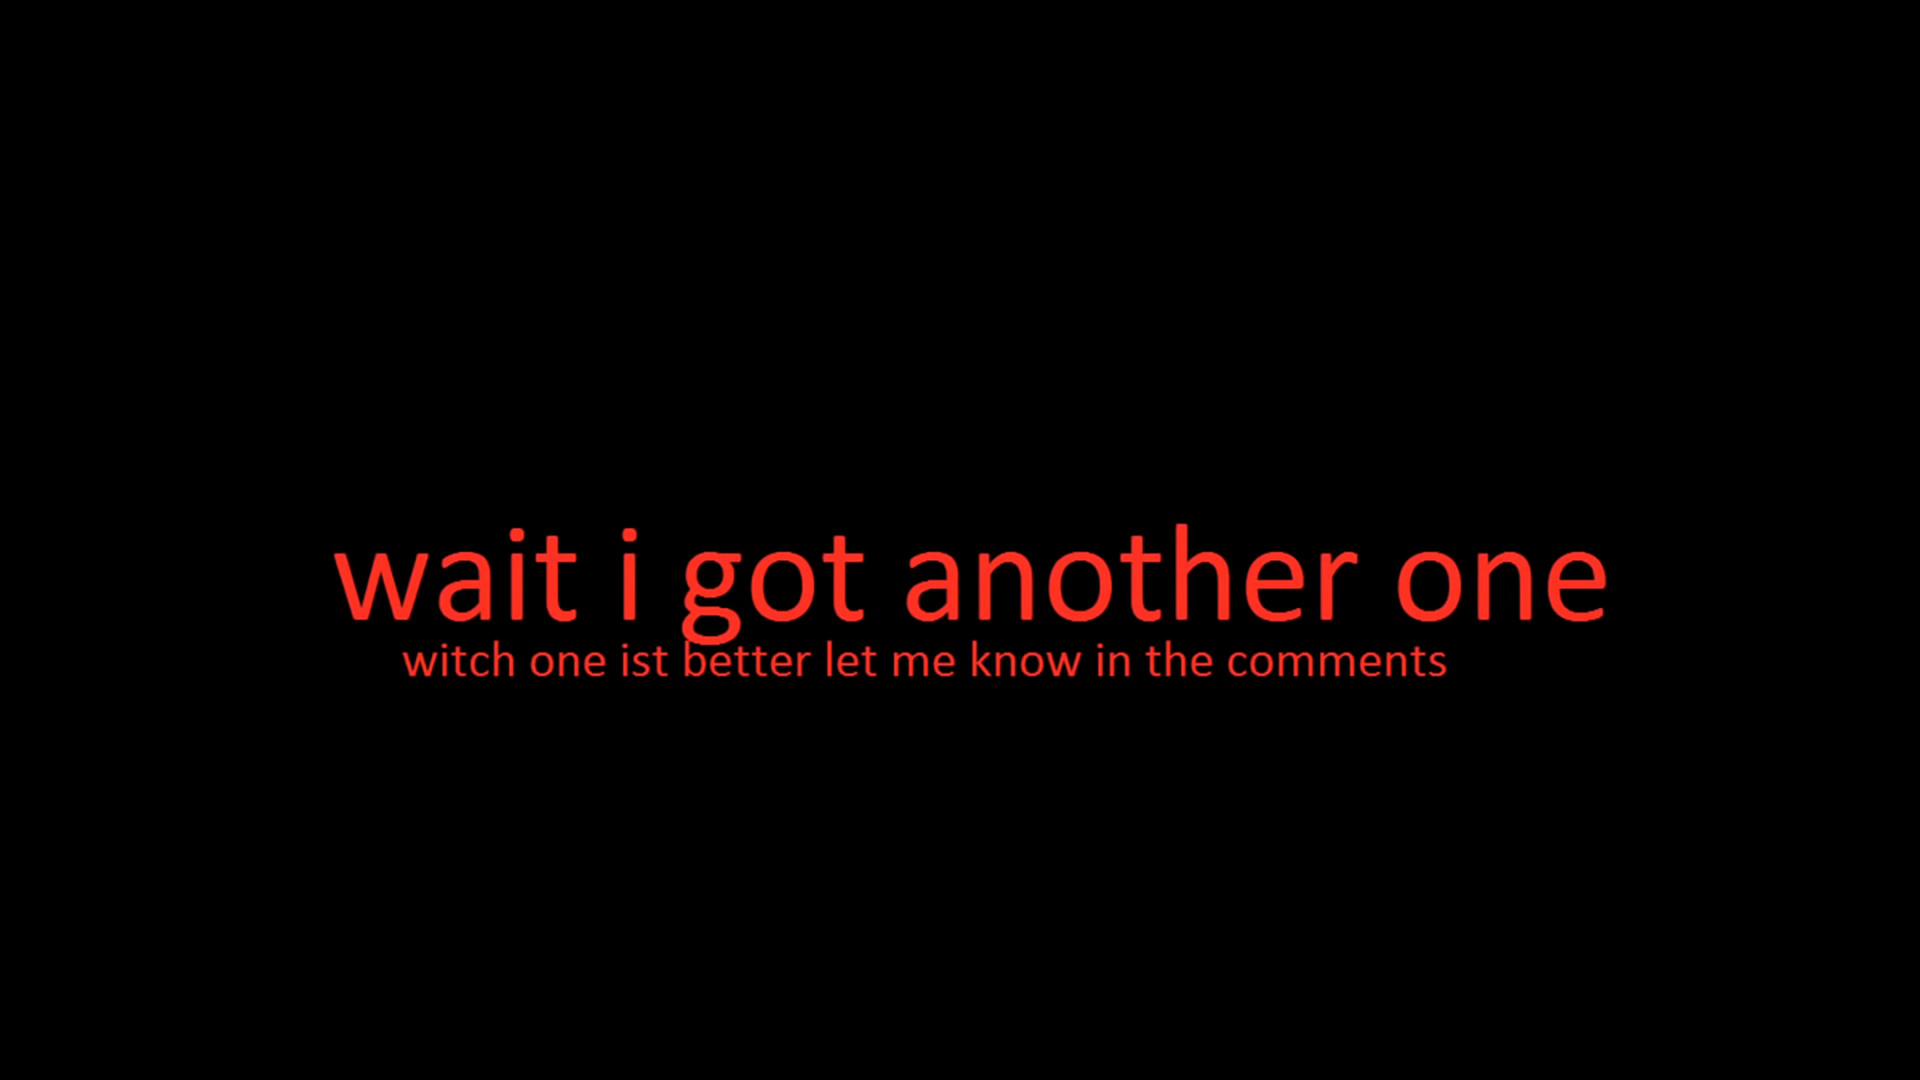 wait i got another one
witch one ist better let me know in the comments